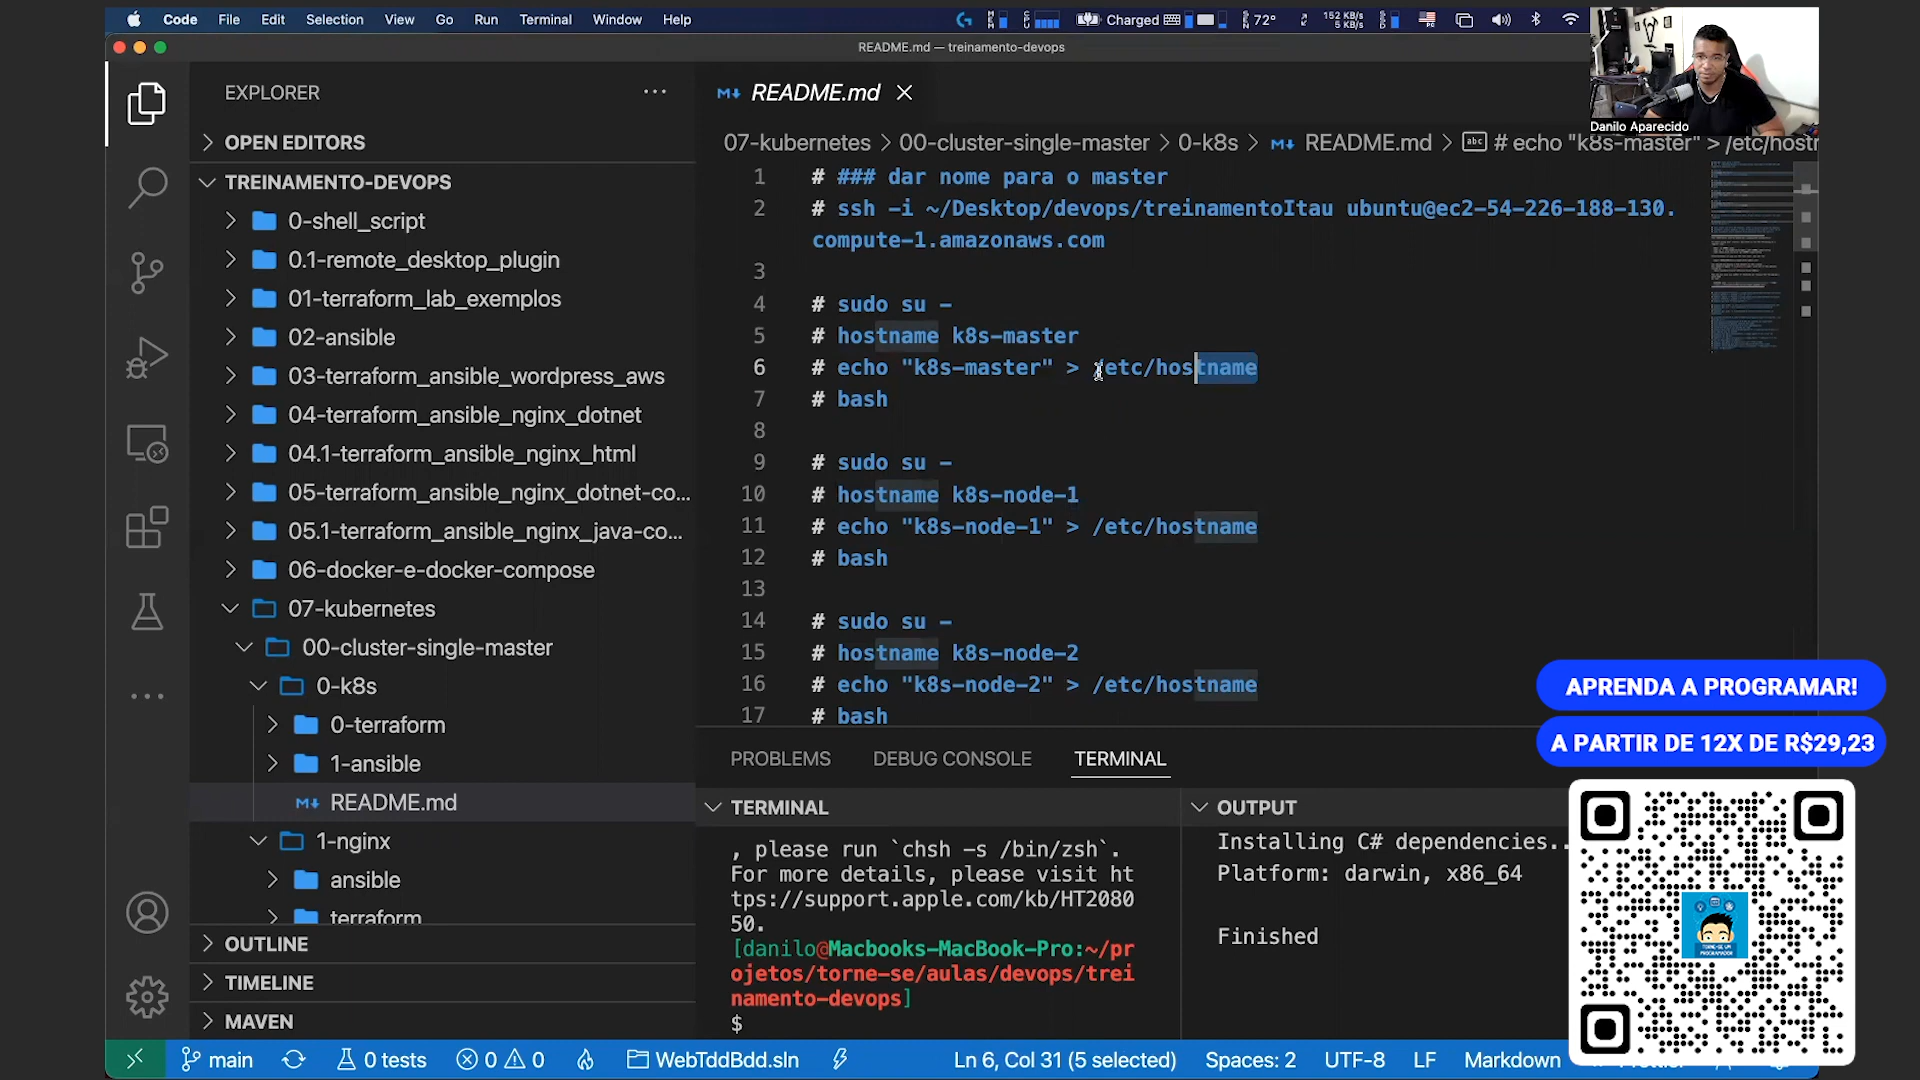 Code File Edit Selection View Go Run Terminal Window Help Charged 72° 152 KB/s 5 KB/s
README.md — treinamento-devops
Danilo Aparecido
EXPLORER
README.md
OPEN EDITORS
07-kubernetes > 00-cluster-single-master > 0-k8s > README.md > # echo "k8s-master" > /etc/hostr
TREINAMENTO-DEVOPS
0-shell_script
0.1-remote_desktop_plugin
01-terraform_lab_exemplos
02-ansible
03-terraform_ansible_wordpress_aws
04-terraform_ansible_nginx_dotnet
04.1-terraform_ansible_nginx_html
05-terraform_ansible_nginx_dotnet-co...
05.1-terraform_ansible_nginx_java-co...
06-docker-e-docker-compose
07-kubernetes
00-cluster-single-master
0-k8s
0-terraform
1-ansible
README.md
1-nginx
ansible
terraform
OUTLINE
TIMELINE
MAVEN
1 # ### dar nome para o master
2 # ssh -i ~/Desktop/devops/treinamentoItau ubuntu@ec2-54-226-188-130.
compute-1.amazonaws.com
3
4 # sudo su -
5 # hostname k8s-master
6 # echo "k8s-master" > /etc/hostname
7 # bash
8
9 # sudo su -
10 # hostname k8s-node-1
11 # echo "k8s-node-1" > /etc/hostname
12 # bash
13
14 # sudo su -
15 # hostname k8s-node-2
16 # echo "k8s-node-2" > /etc/hostname
17 # bash
PROBLEMS DEBUG CONSOLE TERMINAL
TERMINAL
, please run `chsh -s /bin/zsh`.
For more details, please visit ht
tps://support.apple.com/kb/HT2080
50.
[danilo@Macbooks-MacBook-Pro:~/pr
ojetos/torne-se/aulas/devops/trei
namento-devops]
$
OUTPUT
Installing C# dependencies..
Platform: darwin, x86_64
Finished
APRENDA A PROGRAMAR!
A PARTIR DE 12X DE R$29,23
TORNE-SE UM
PROGRAMADOR
main 0 tests 0 0 WebTddBdd.sln Ln 6, Col 31 (5 selected) Spaces: 2 UTF-8 LF Markdown